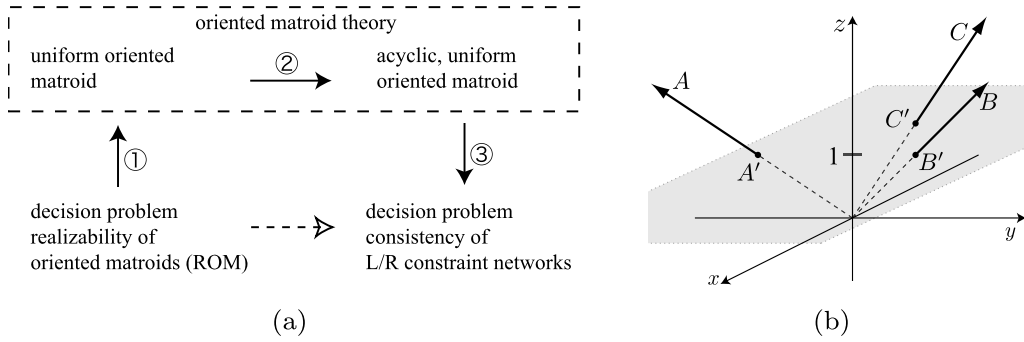 oriented matroid theory
uniform oriented
matroid
②
acyclic, uniform
oriented matroid
①
③
decision problem
realizability of
oriented matroids (ROM)
decision problem
consistency of
L/R constraint networks
(a)
z
C
A
B
C′
1
A′
B′
y
x
(b)